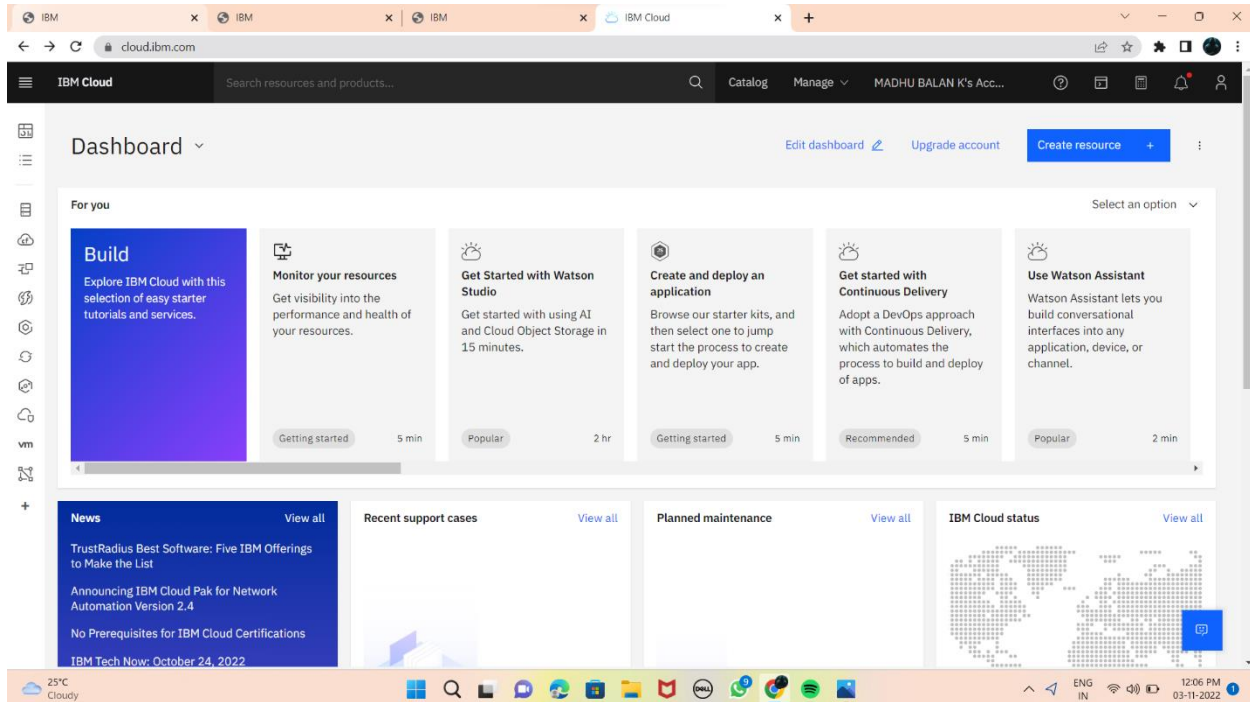 IBM
IBM
IBM
IBM Cloud
cloud.ibm.com
IBM Cloud
Search resources and products...
Catalog
Manage
MADHU BALAN K's Acc...
Dashboard
Edit dashboard
Upgrade account
Create resource +
For you
Select an option
Build
Explore IBM Cloud with this
selection of easy starter
tutorials and services.
Monitor your resources
Get visibility into the
performance and health of
your resources.
Getting started
5 min
Get Started with Watson
Studio
Get started with using AI
and Cloud Object Storage in
15 minutes.
Popular
2 hr
Create and deploy an
application
Browse our starter kits, and
then select one to jump
start the process to create
and deploy your app.
Getting started
5 min
Get started with
Continuous Delivery
Adopt a DevOps approach
with Continuous Delivery,
which automates the
process to build and deploy
of apps.
Recommended
5 min
Use Watson Assistant
Watson Assistant lets you
build conversational
interfaces into any
application, device, or
channel.
Popular
2 min
vm
News
View all
TrustRadius Best Software: Five IBM Offerings
to Make the List
Announcing IBM Cloud Pak for Network
Automation Version 2.4
No Prerequisites for IBM Cloud Certifications
IBM Tech Now: October 24, 2022
Recent support cases
View all
Planned maintenance
View all
IBM Cloud status
View all
25°C
Cloudy
DELL
9
ENG
IN
12:06 PM
03-11-2022
1